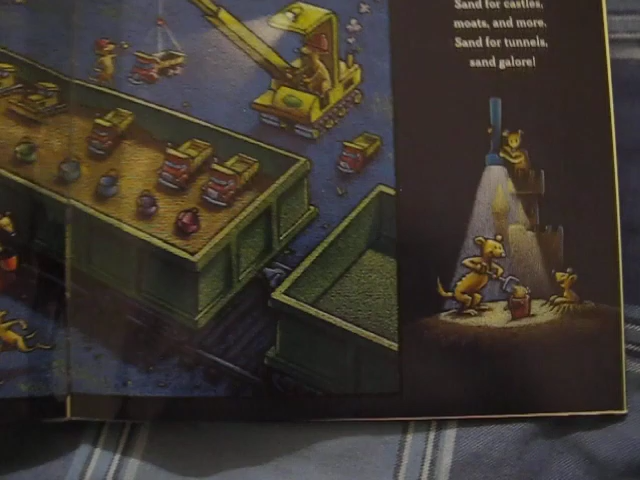 Sand for castles,
moats, and more.
Sand for tunnels,
sand galore!